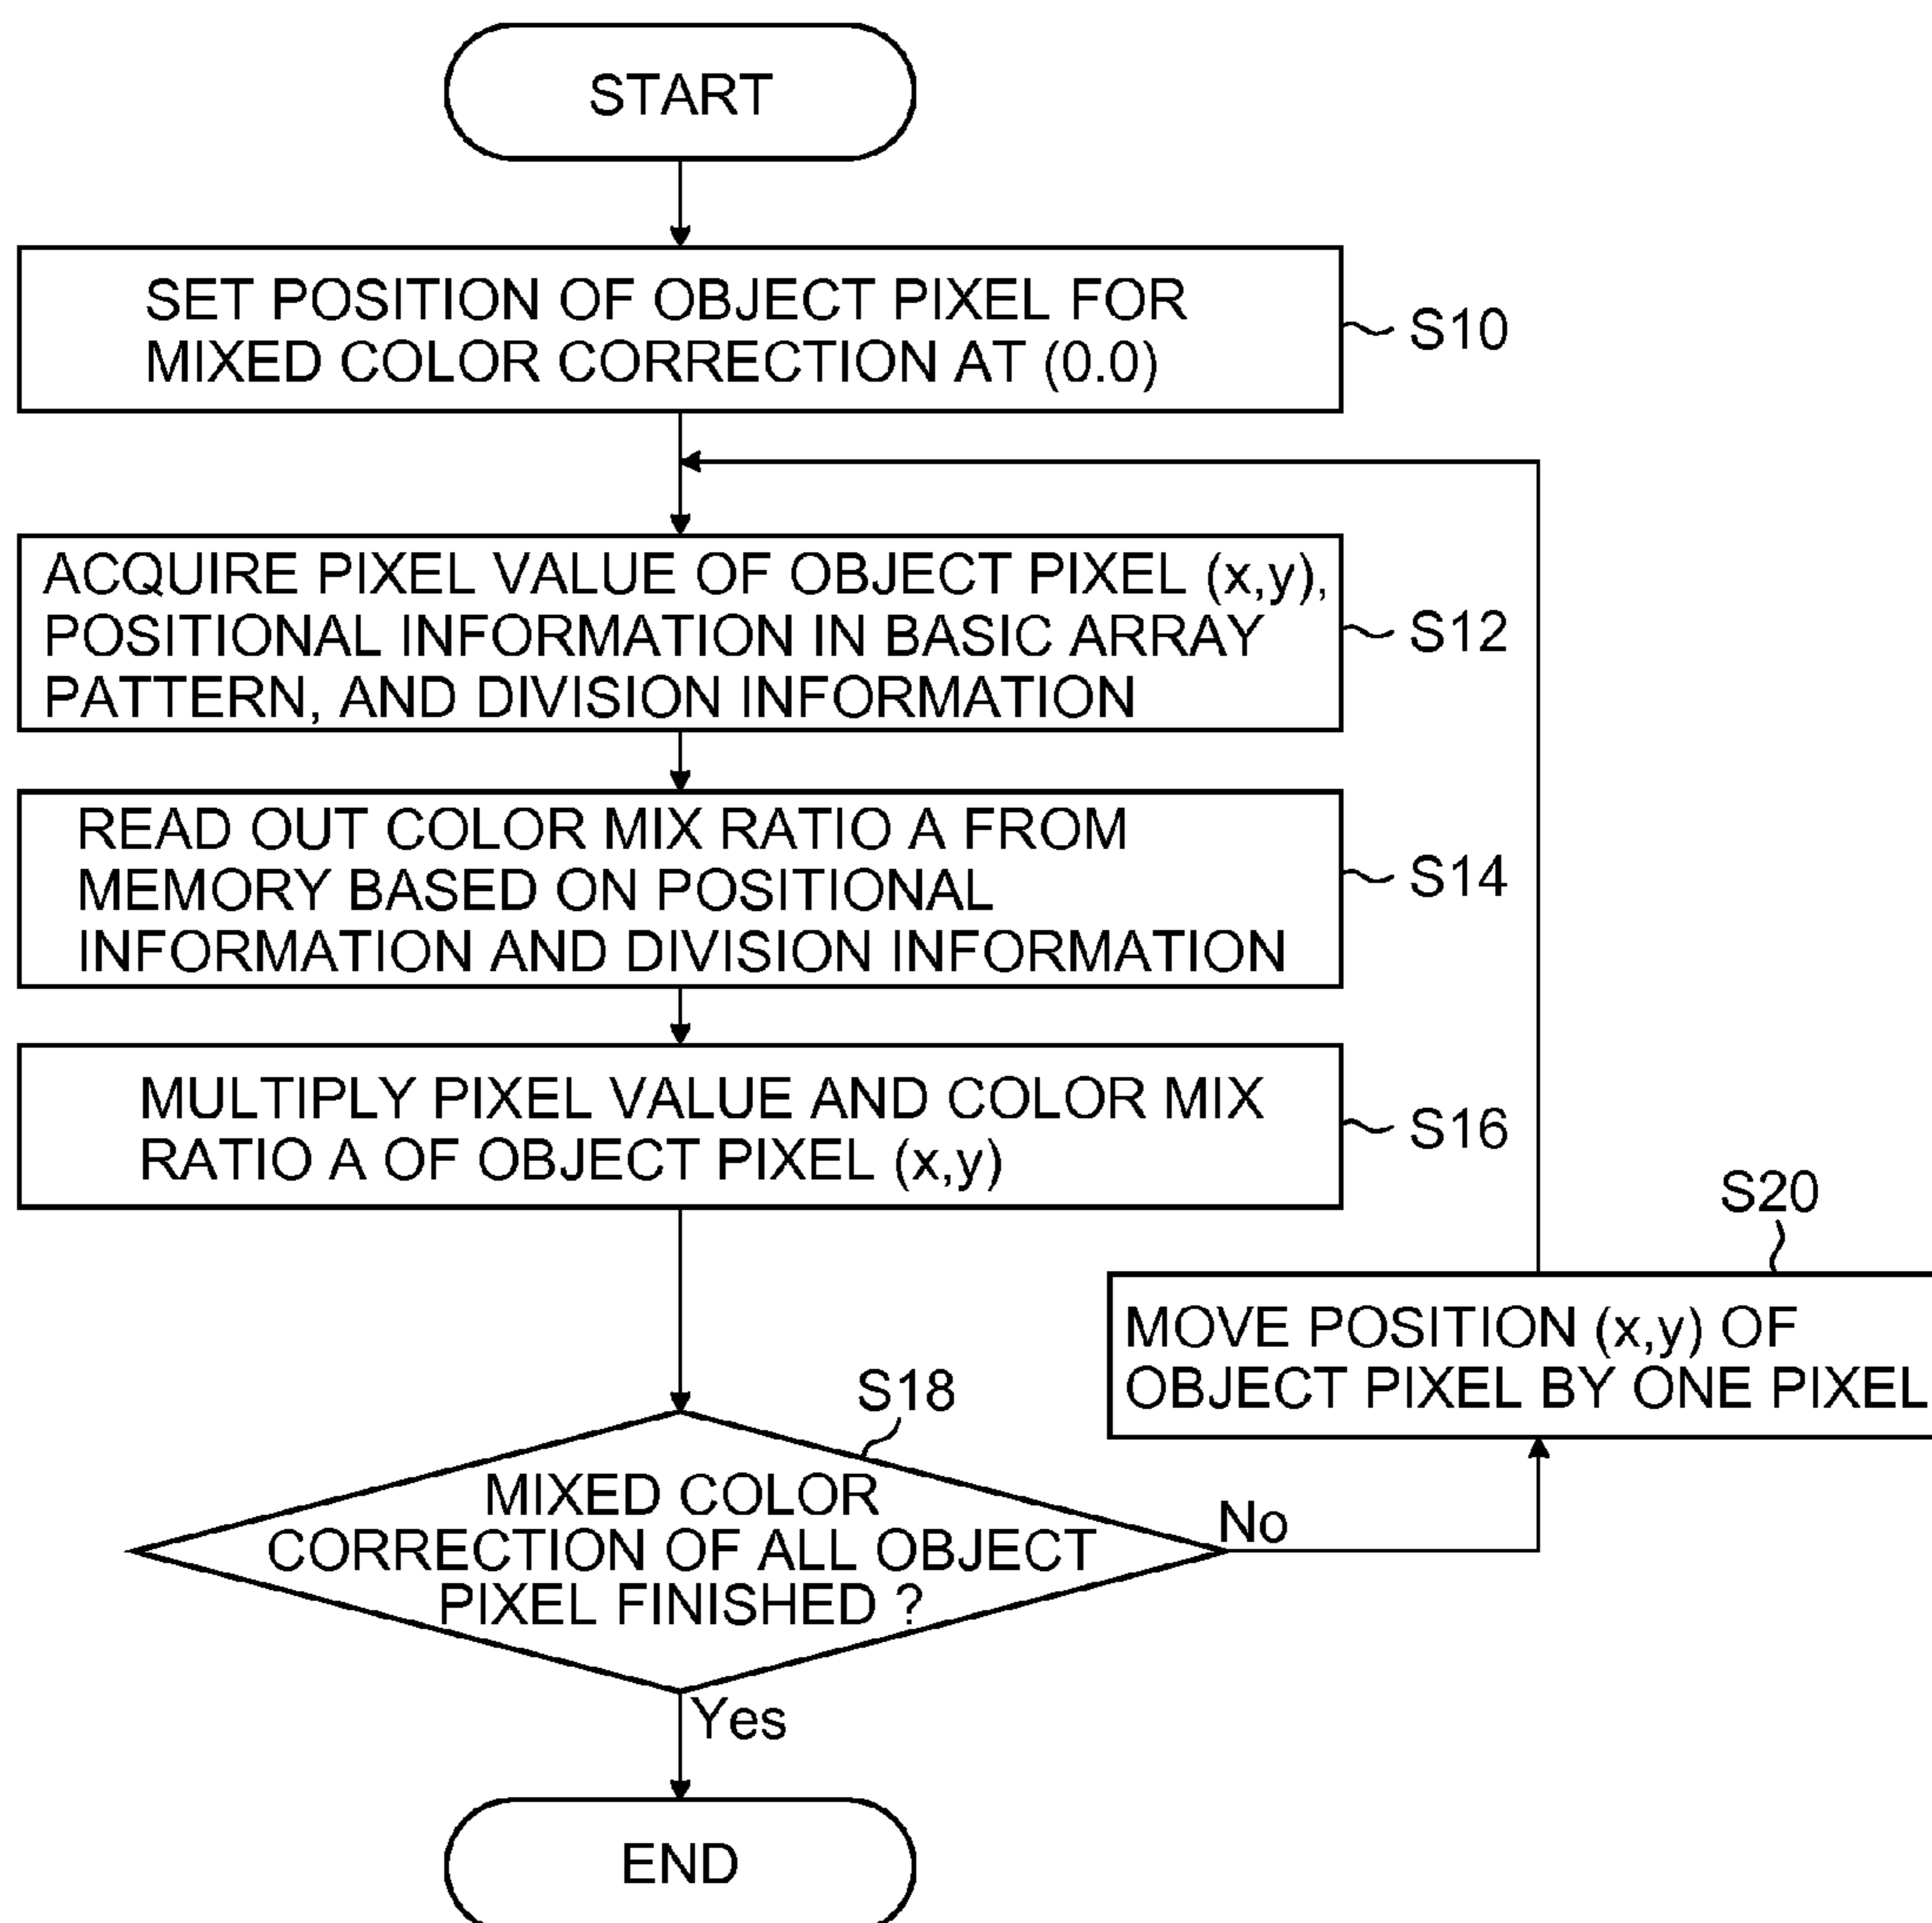 START
SET POSITION OF OBJECT PIXEL FOR
MIXED COLOR CORRECTION AT (0.0)
S10
ACQUIRE PIXEL VALUE OF OBJECT PIXEL (x,y),
POSITIONAL INFORMATION IN BASIC ARRAY
PATTERN, AND DIVISION INFORMATION
S12
READ OUT COLOR MIX RATIO A FROM
MEMORY BASED ON POSITIONAL
INFORMATION AND DIVISION INFORMATION
S14
MULTIPLY PIXEL VALUE AND COLOR MIX
RATIO A OF OBJECT PIXEL (x,y)
S16
S20
MOVE POSITION (x,y) OF
OBJECT PIXEL BY ONE PIXEL
S18
MIXED COLOR
CORRECTION OF ALL OBJECT
PIXEL FINISHED ?
No
Yes
END